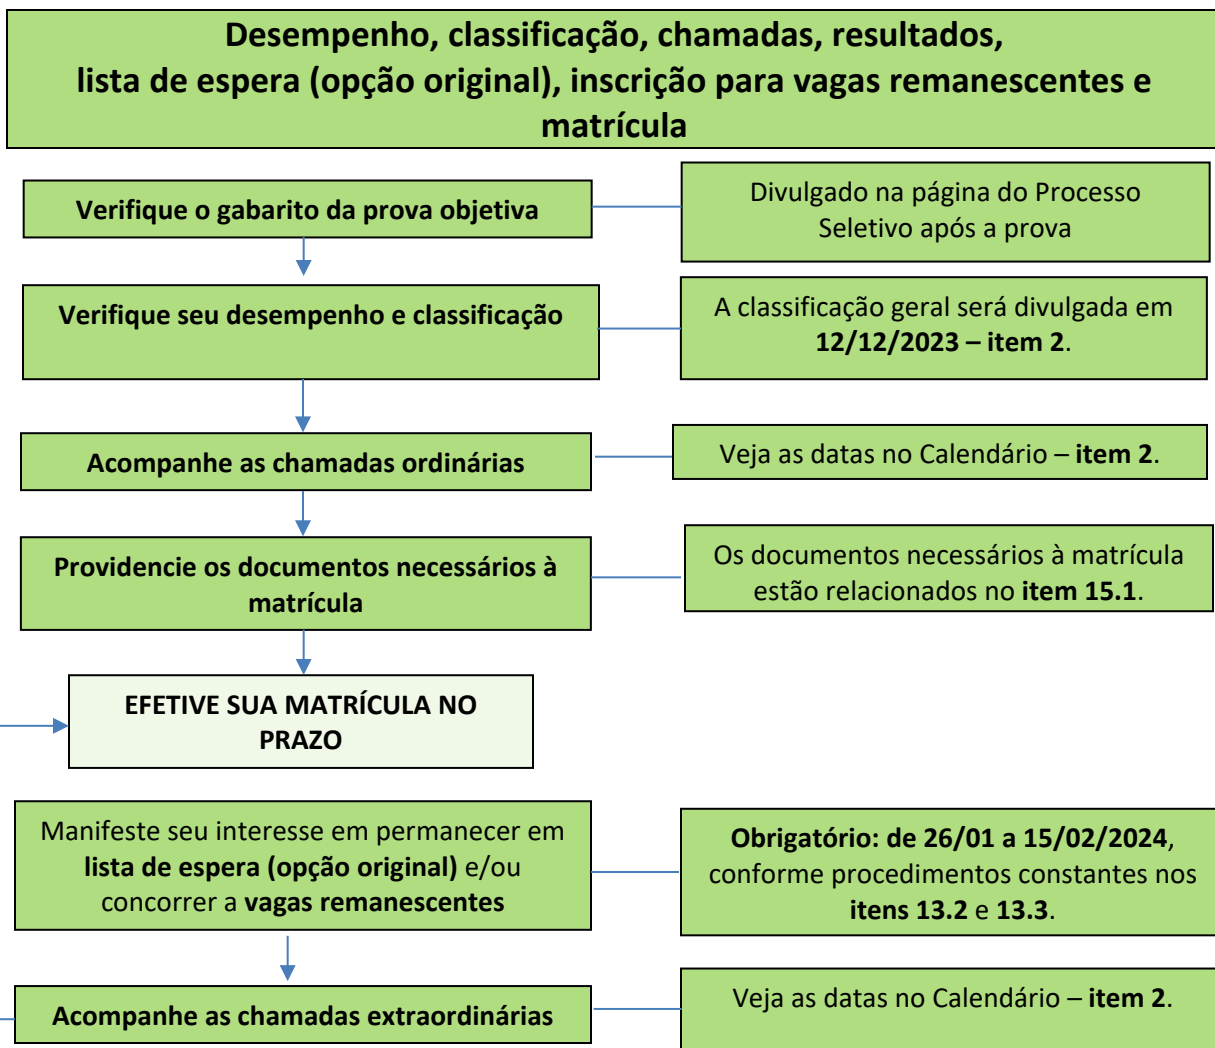 Desempenho, classificação, chamadas, resultados,
lista de espera (opção original), inscrição para vagas remanescentes e
matrícula
Verifique o gabarito da prova objetiva
Divulgado na página do Processo
Seletivo após a prova
Verifique seu desempenho e classificação
A classificação geral será divulgada em
12/12/2023 – item 2.
Acompanhe as chamadas ordinárias
Veja as datas no Calendário – item 2.
Providencie os documentos necessários à
matrícula
Os documentos necessários à matrícula
estão relacionados no item 15.1.
EFETIVE SUA MATRÍCULA NO
PRAZO
Manifeste seu interesse em permanecer em
lista de espera (opção original) e/ou
concorrer a vagas remanescentes
Obrigatório: de 26/01 a 15/02/2024,
conforme procedimentos constantes nos
itens 13.2 e 13.3.
Acompanhe as chamadas extraordinárias
Veja as datas no Calendário – item 2.